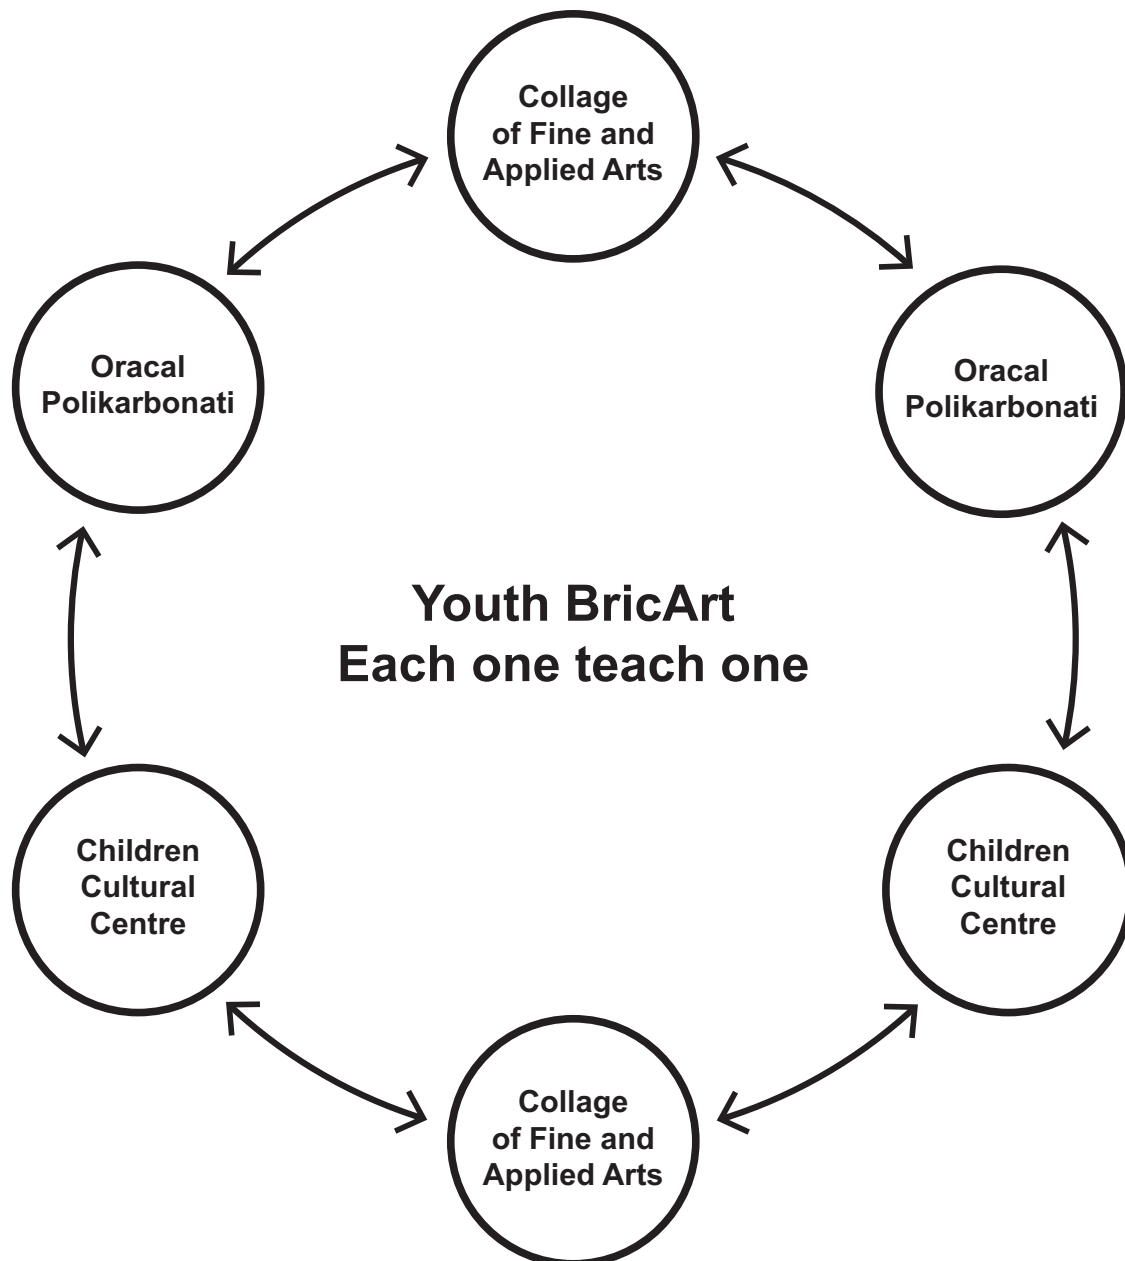 Collage
of Fine and
Applied Arts
Oracal
Polikarbonati
Oracal
Polikarbonati
Youth BricArt
Each one teach one
Children
Cultural
Centre
Children
Cultural
Centre
Collage
of Fine and
Applied Arts